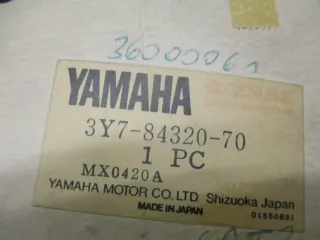 36000061
YAMAHA
3Y7-84320-70
1 PC
MX0420A
YAMAHA MOTOR CO., LTD. Shizuoka Japan
MADE IN JAPAN